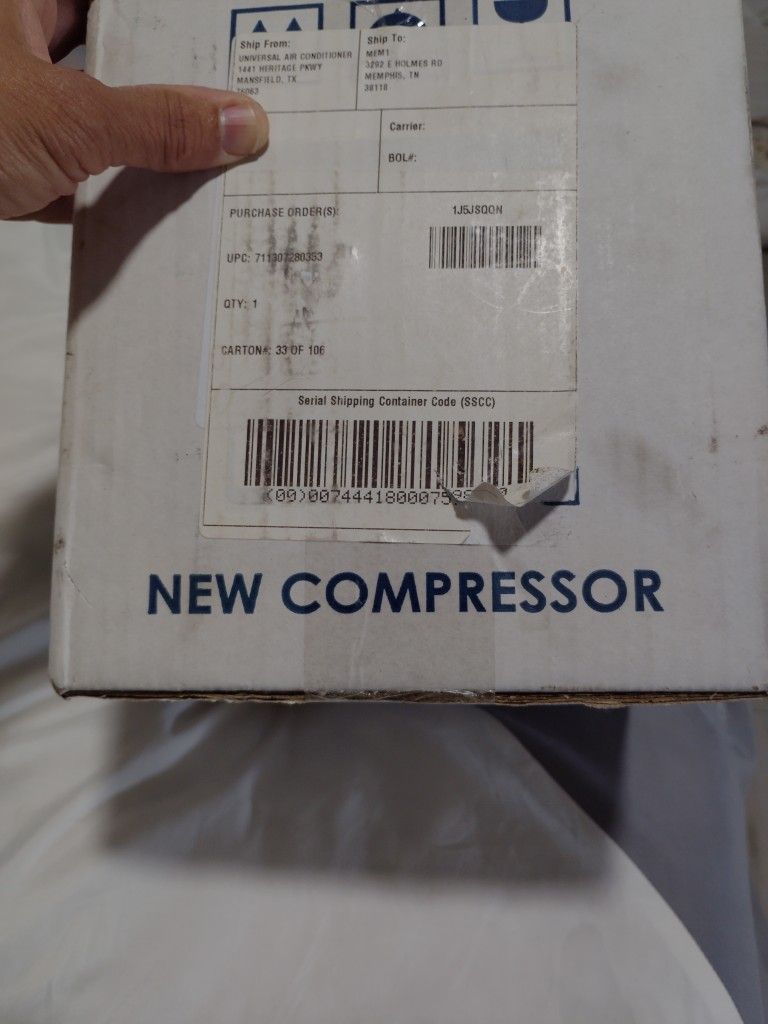 Ship From:
UNIVERSAL AIR CONDITIONER
1441 HERITAGE PKWY
MANSFIELD, TX
76063
Ship To:
MEM1
3292 E HOLMES RD
MEMPHIS, TN
38118
Carrier:
BOL#:
PURCHASE ORDER(S):
1J5JSQON
UPC: 711307280353
QTY: 1
CARTON#: 33 OF 106
Serial Shipping Container Code (SSCC)
NEW COMPRESSOR